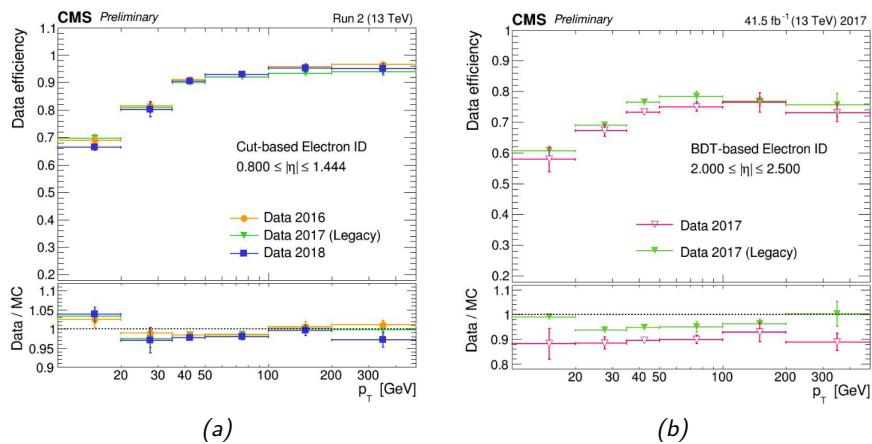 CMS Preliminary Run 2 (13 TeV)
Data efficiency
1.1
1
0.9
0.8
0.7
0.6
0.5
0.4
0.3
0.2
Cut-based Electron ID
0.800 ≤ |η| ≤ 1.444
Data 2016
Data 2017 (Legacy)
Data 2018
Data / MC
1.1
1.05
1
0.95
0.9
20 30 40 50 100 200 300
p_T [GeV]
(a)
CMS Preliminary 41.5 fb⁻¹ (13 TeV) 2017
Data efficiency
1.1
1
0.9
0.8
0.7
0.6
0.5
0.4
0.3
0.2
BDT-based Electron ID
2.000 ≤ |η| ≤ 2.500
Data 2017
Data 2017 (Legacy)
Data / MC
1.1
1
0.9
0.8
20 30 40 50 100 200 300
p_T [GeV]
(b)